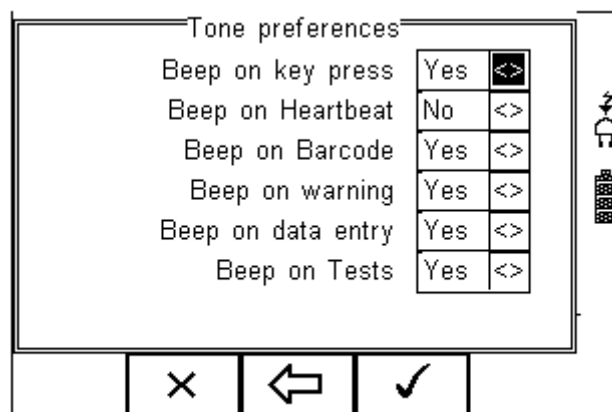 Tone preferences
Beep on key press Yes <>
Beep on Heartbeat No <>
Beep on Barcode Yes <>
Beep on warning Yes <>
Beep on data entry Yes <>
Beep on Tests Yes <>